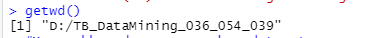 > getwd()
[1] "D:/TB_DataMining_036_054_039"